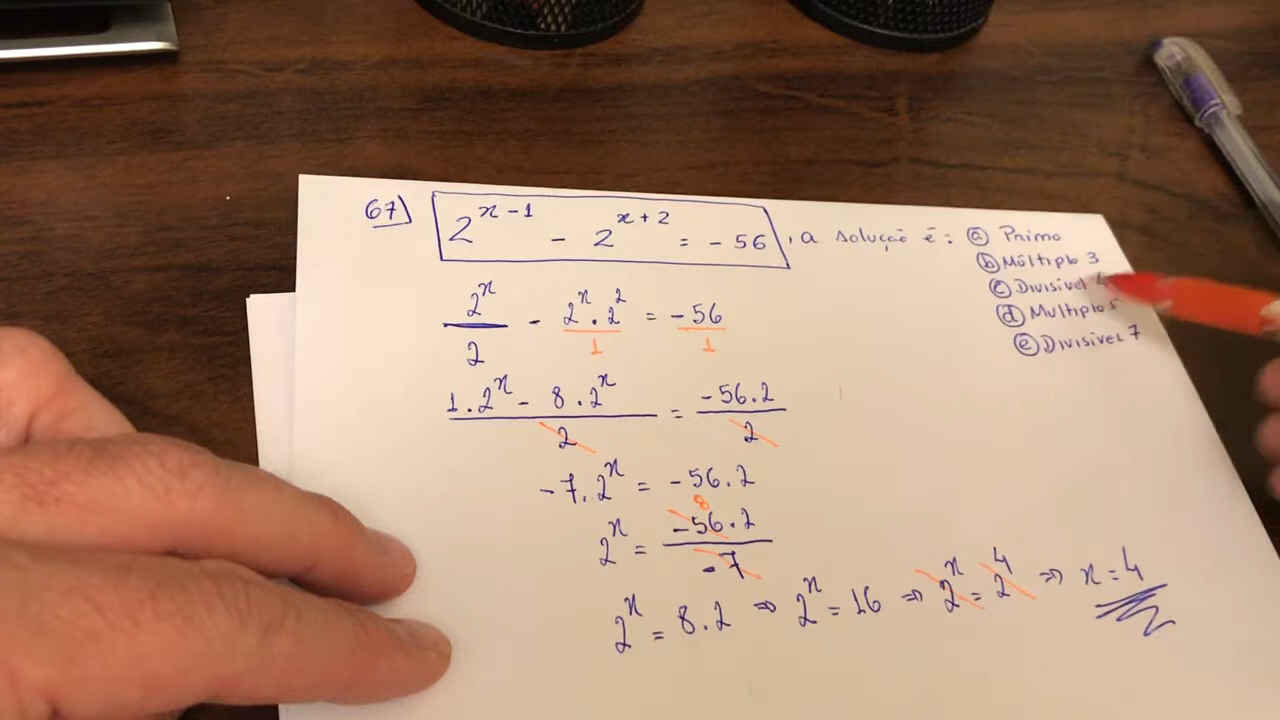 67) 2^(x-1) - 2^(x+2) = -56, a solução é: ⓐ Primo
ⓑ Múltiplo 3
ⓒ Divisível 4
ⓓ Multiplo 5
ⓔ Divisível 7
2^x/2 - 2^x.2^2/1 = -56/1
1.2^x - 8.2^x/2 = -56.2/2
-7.2^x = -56.2
8
2^x = -56.2/-7
2^x = 8.2 ⇒ 2^x = 16 ⇒ 2^x = 2^4 ⇒ x = 4